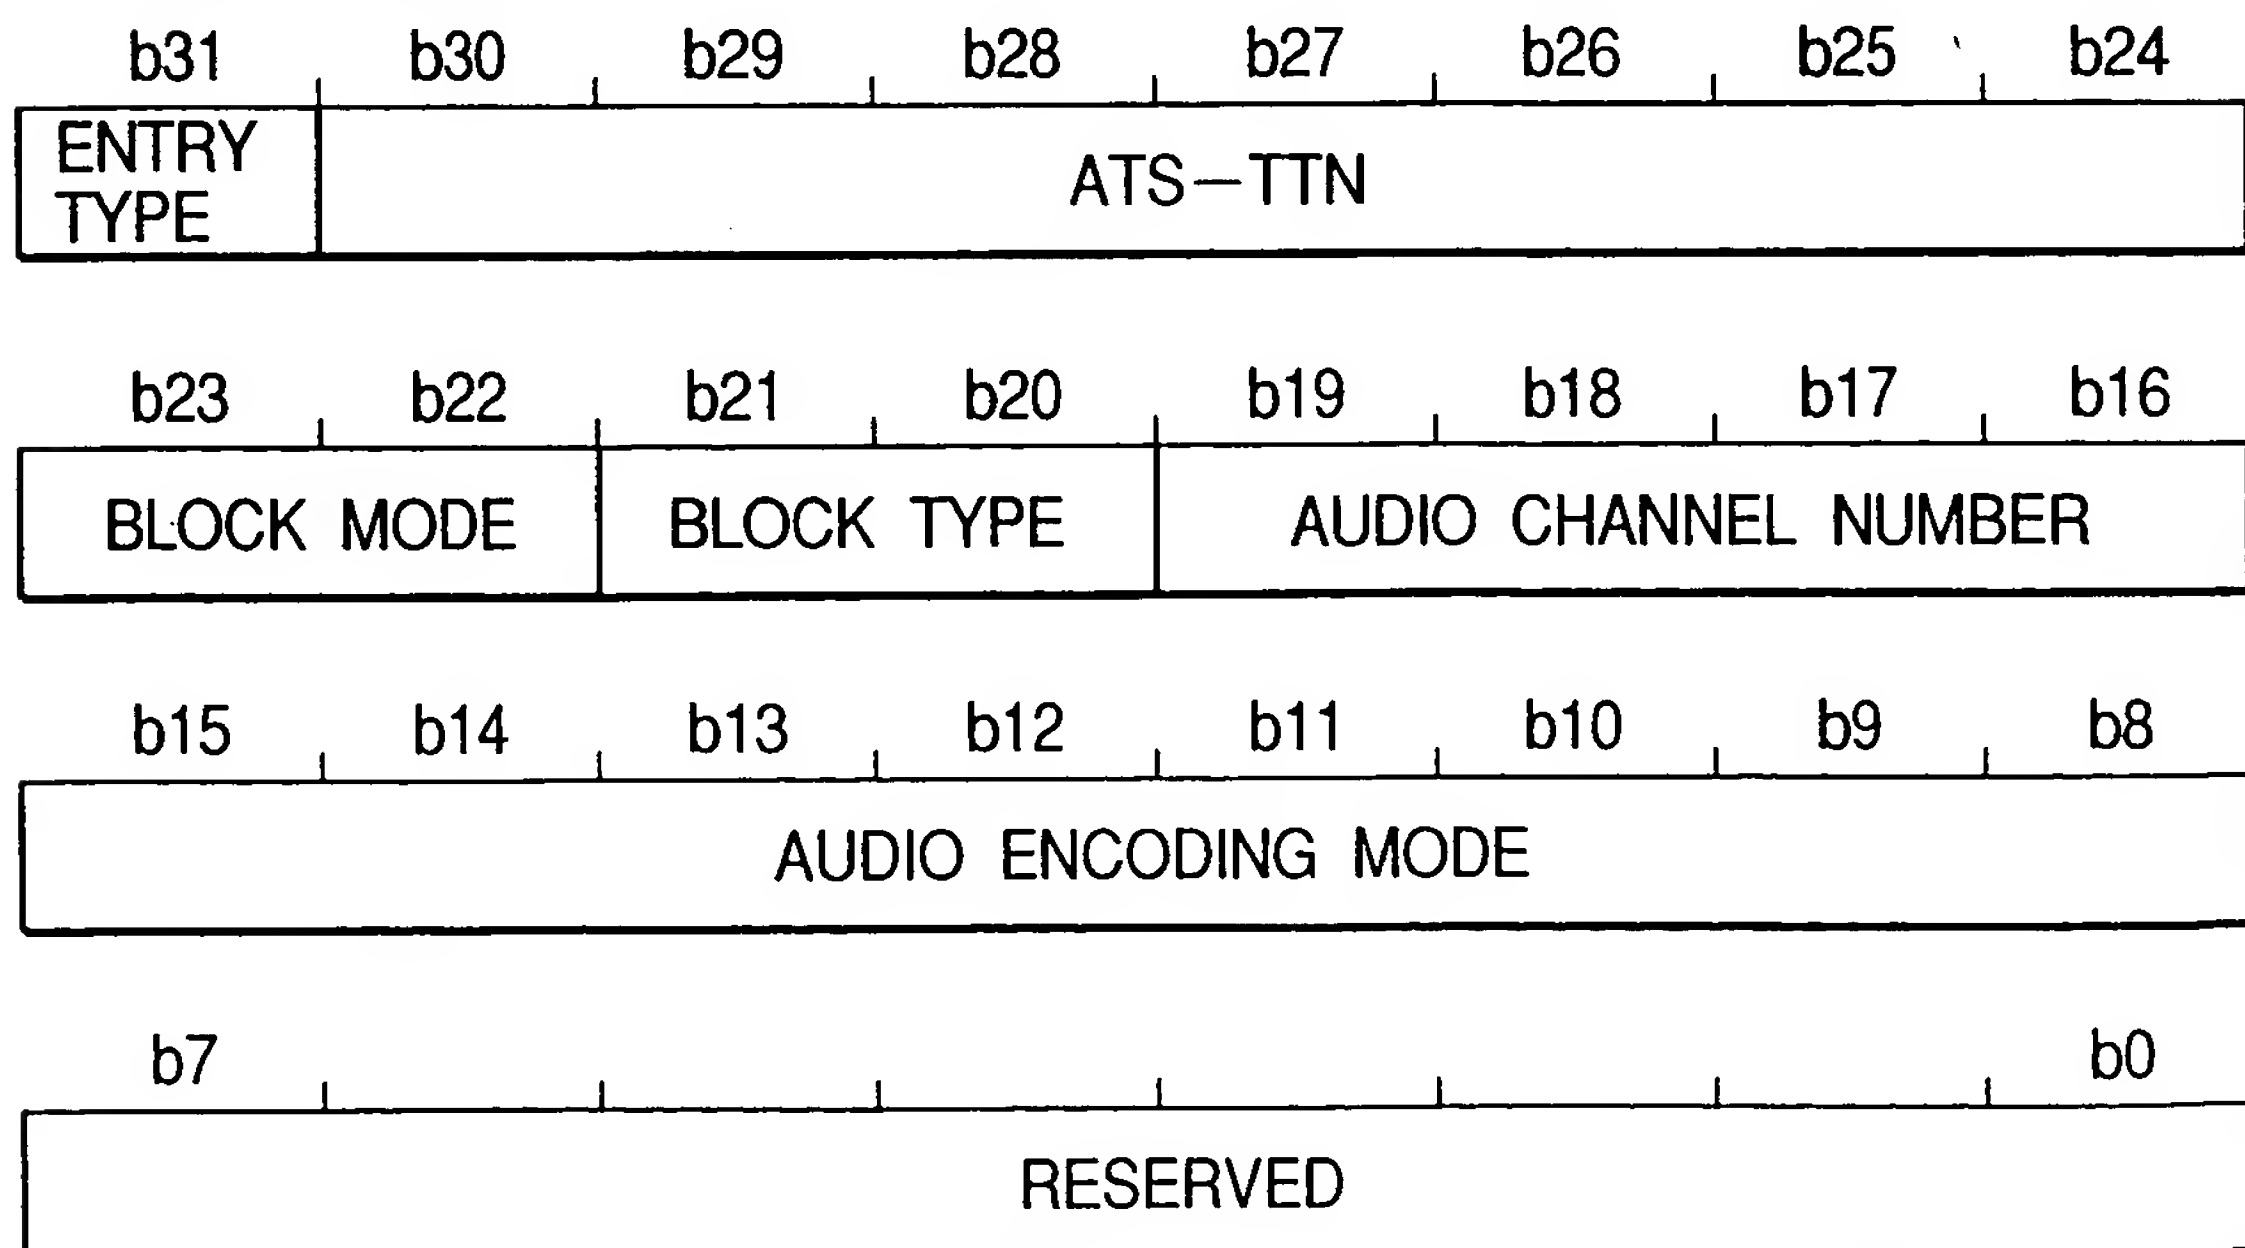 b31 b30 b29 b28 b27 b26 b25 b24
ENTRY
TYPE
ATS—TTN
b23 b22 b21 b20 b19 b18 b17 b16
BLOCK MODE BLOCK TYPE AUDIO CHANNEL NUMBER
b15 b14 b13 b12 b11 b10 b9 b8
AUDIO ENCODING MODE
b7 b0
RESERVED